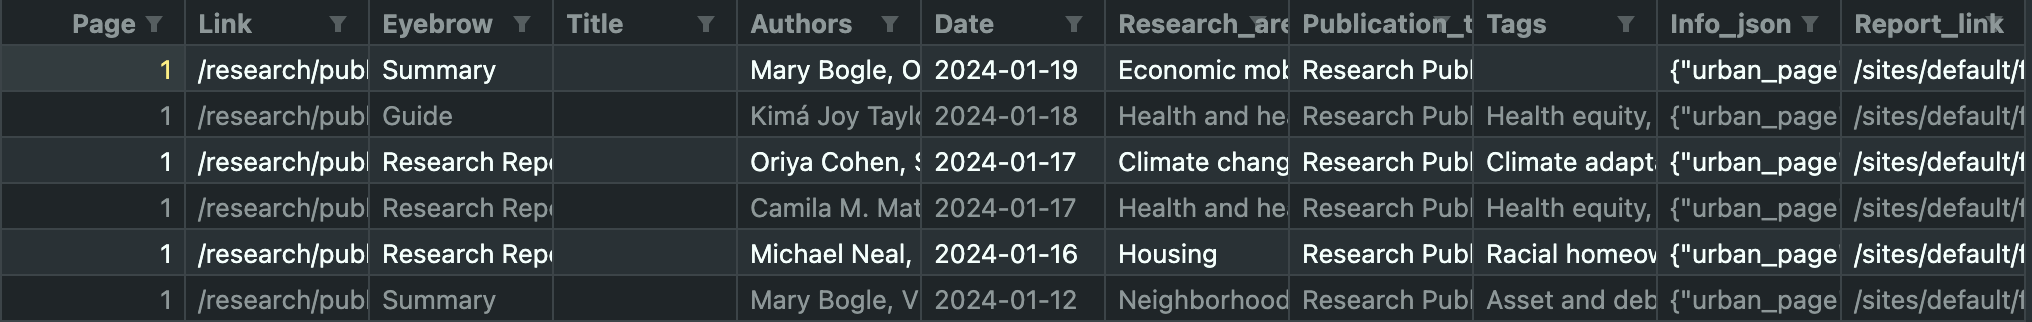 Page Link Eyebrow Title Authors Date Research_are Publication_t Tags Info_json Report_link
1 /research/publ Summary Mary Bogle, O 2024-01-19 Economic mob Research Publ {"urban_page" /sites/default/f
1 /research/publ Guide Kimá Joy Taylo 2024-01-18 Health and hea Research Publ Health equity, {"urban_page" /sites/default/f
1 /research/publ Research Repo Oriya Cohen, S 2024-01-17 Climate chang Research Publ Climate adapta {"urban_page" /sites/default/f
1 /research/publ Research Repo Camila M. Mat 2024-01-17 Health and hea Research Publ Health equity, {"urban_page" /sites/default/f
1 /research/publ Research Repo Michael Neal, 2024-01-16 Housing Research Publ Racial homeow {"urban_page" /sites/default/f
1 /research/publ Summary Mary Bogle, V 2024-01-12 Neighborhood Research Publ Asset and deb {"urban_page" /sites/default/f